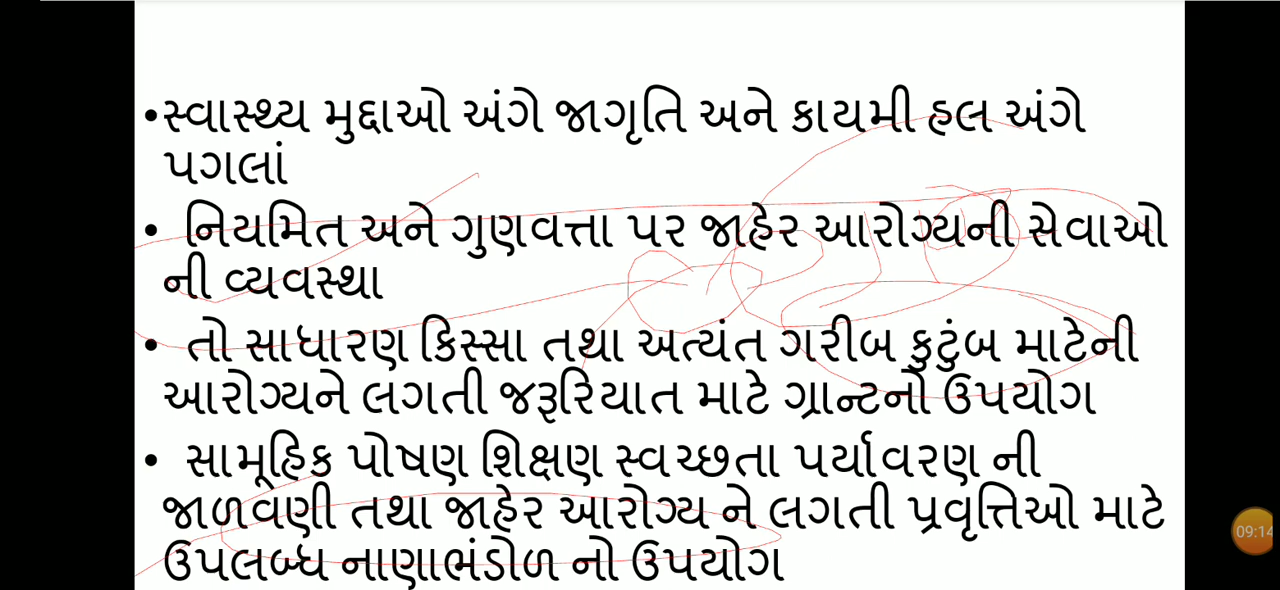 •સ્વાસ્થ્ય મુદ્દાઓ અંગે જાગૃતિ અને કાયમી હલ અંગે
પગલાં
• નિયમિત અને ગુણવત્તા પર જાહેર આરોગ્યની સેવાઓ
ની વ્યવસ્થા
• તો સાધારણ કિસ્સા તથા અત્યંત ગરીબ કુટુંબ માટેની
આરોગ્યને લગતી જરૂરિયાત માટે ગ્રાન્ટનો ઉપયોગ
• સામૂહિક પોષણ શિક્ષણ સ્વચ્છતા પર્યાવરણ ની
જાળવણી તથા જાહેર આરોગ્ય ને લગતી પ્રવૃત્તિઓ માટે
ઉપલબ્ધ નાણાભંડોળ નો ઉપયોગ
09:14